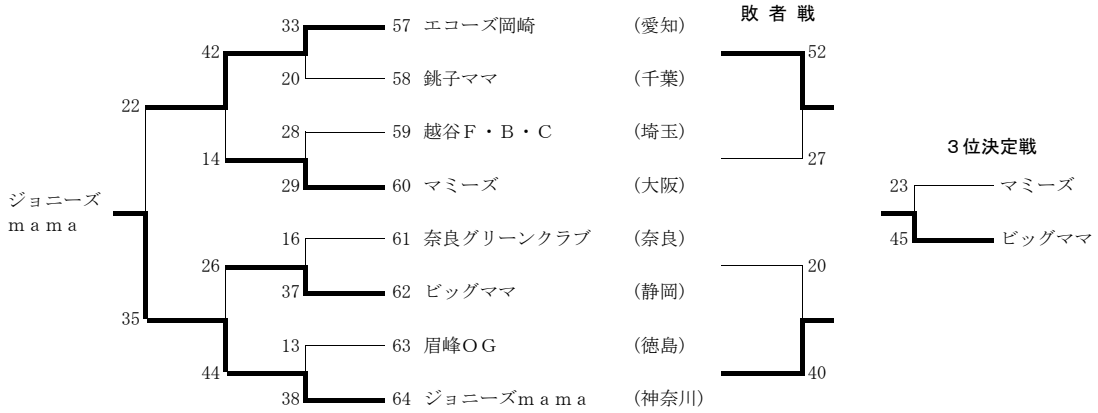 敗 者 戦
33 57 エコーズ岡崎 (愛知)
42 52
20 58 銚子ママ (千葉)
22
28 59 越谷F・B・C (埼玉)
14 27
29 60 マミーズ (大阪)
3位決定戦
23 マミーズ
ジョニーズ
mama
16 61 奈良グリーンクラブ (奈良)
45 ビッグママ
26 20
37 62 ビッグママ (静岡)
35
13 63 眉峰OG (徳島)
44 40
38 64 ジョニーズmama (神奈川)